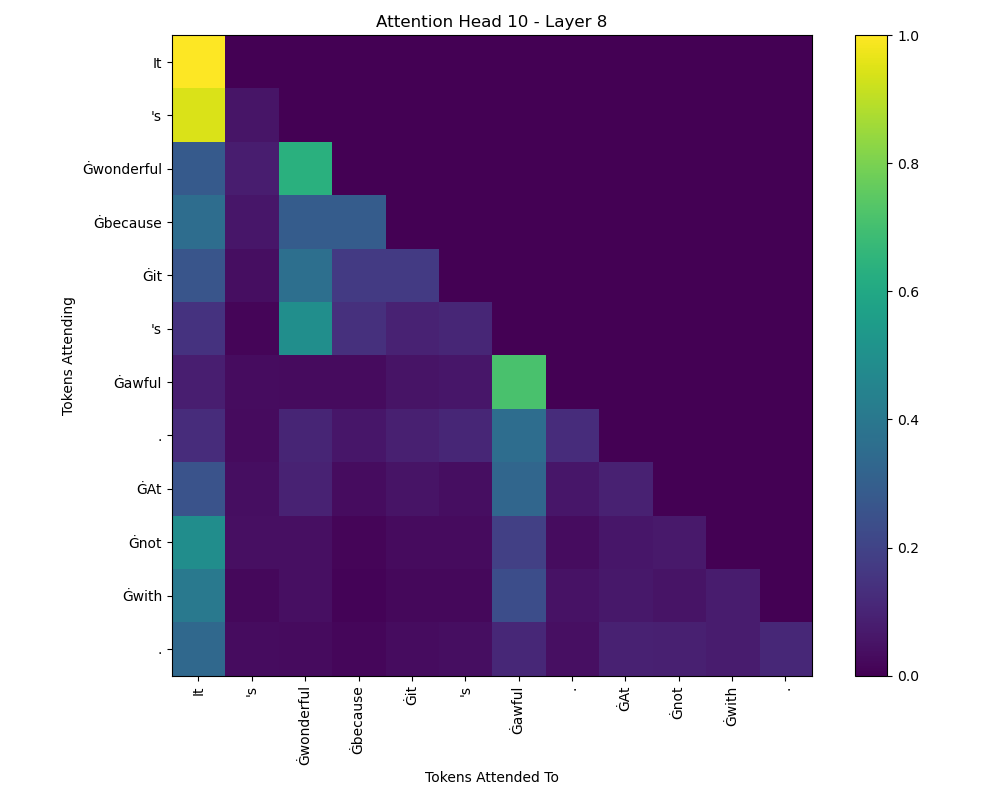 Attention Head 10 - Layer 8
Tokens Attending
It
's
Ġwonderful
Ġbecause
Ġit
's
Ġawful
.
ĠAt
Ġnot
Ġwith
.
It
's
Ġwonderful
Ġbecause
Ġit
's
Ġawful
.
ĠAt
Ġnot
Ġwith
.
Tokens Attended To
1.0
0.8
0.6
0.4
0.2
0.0